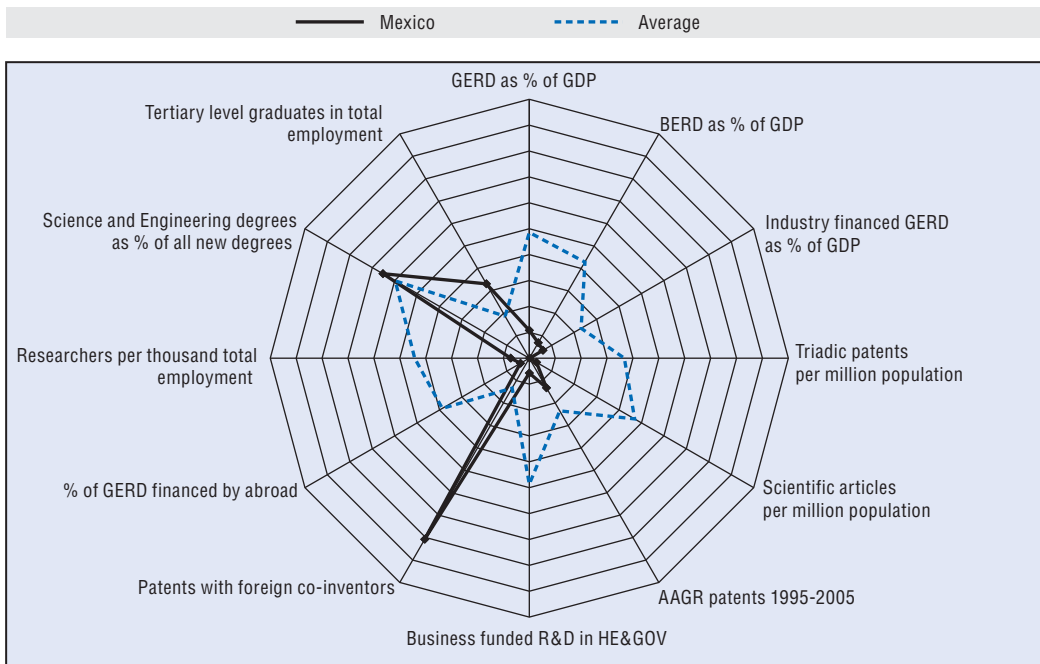 Mexico
Average
GERD as % of GDP
BERD as % of GDP
Industry financed GERD
as % of GDP
Triadic patents
per million population
Scientific articles
per million population
AAGR patents 1995-2005
Business funded R&D in HE&GOV
Patents with foreign co-inventors
% of GERD financed by abroad
Researchers per thousand total
employment
Science and Engineering degrees
as % of all new degrees
Tertiary level graduates in total
employment